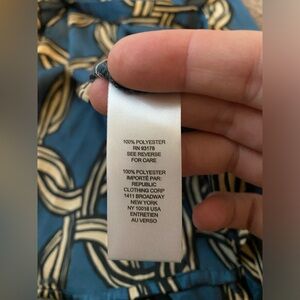 100% POLYESTER
RN 93178
SEE REVERSE
FOR CARE
100% POLYESTER
IMPORTÉ PAR:
REPUBLIC
CLOTHING CORP
1411 BROADWAY
NEW YORK
NY 10018 USA
ENTRETIEN
AU VERSO